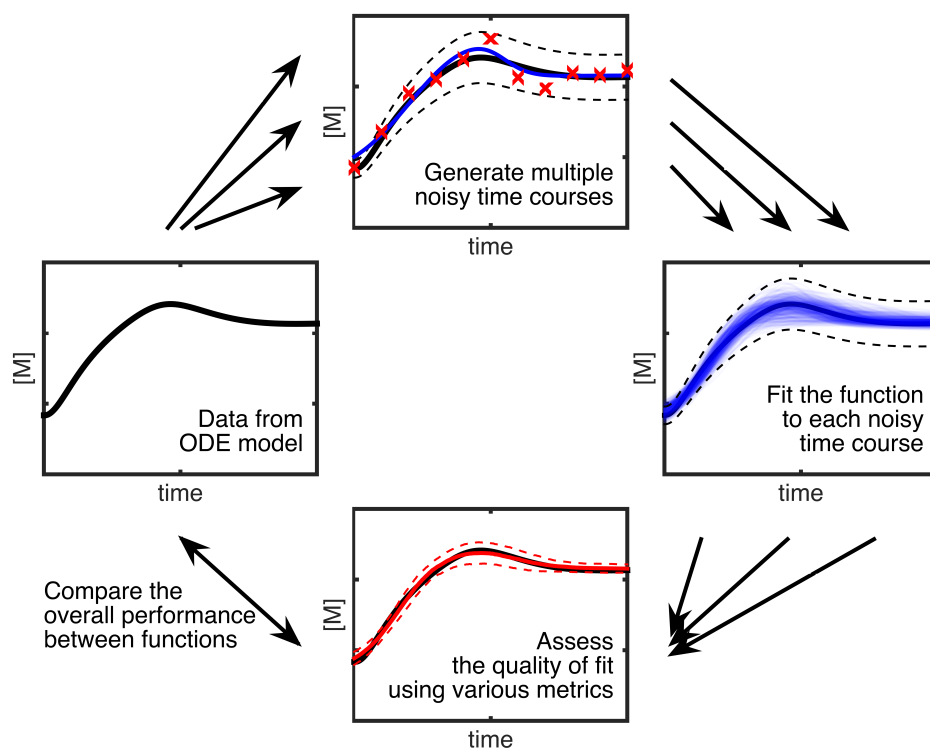 [M]
Generate multiple
noisy time courses
time
[M]
Data from
ODE model
time
[M]
Fit the function
to each noisy
time course
time
Compare the
overall performance
between functions
[M]
Assess
the quality of fit
using various metrics
time